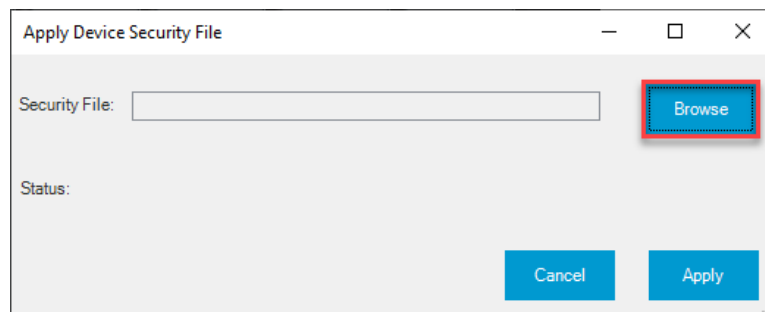 Apply Device Security File
Security File:
Browse
Status:
Cancel
Apply